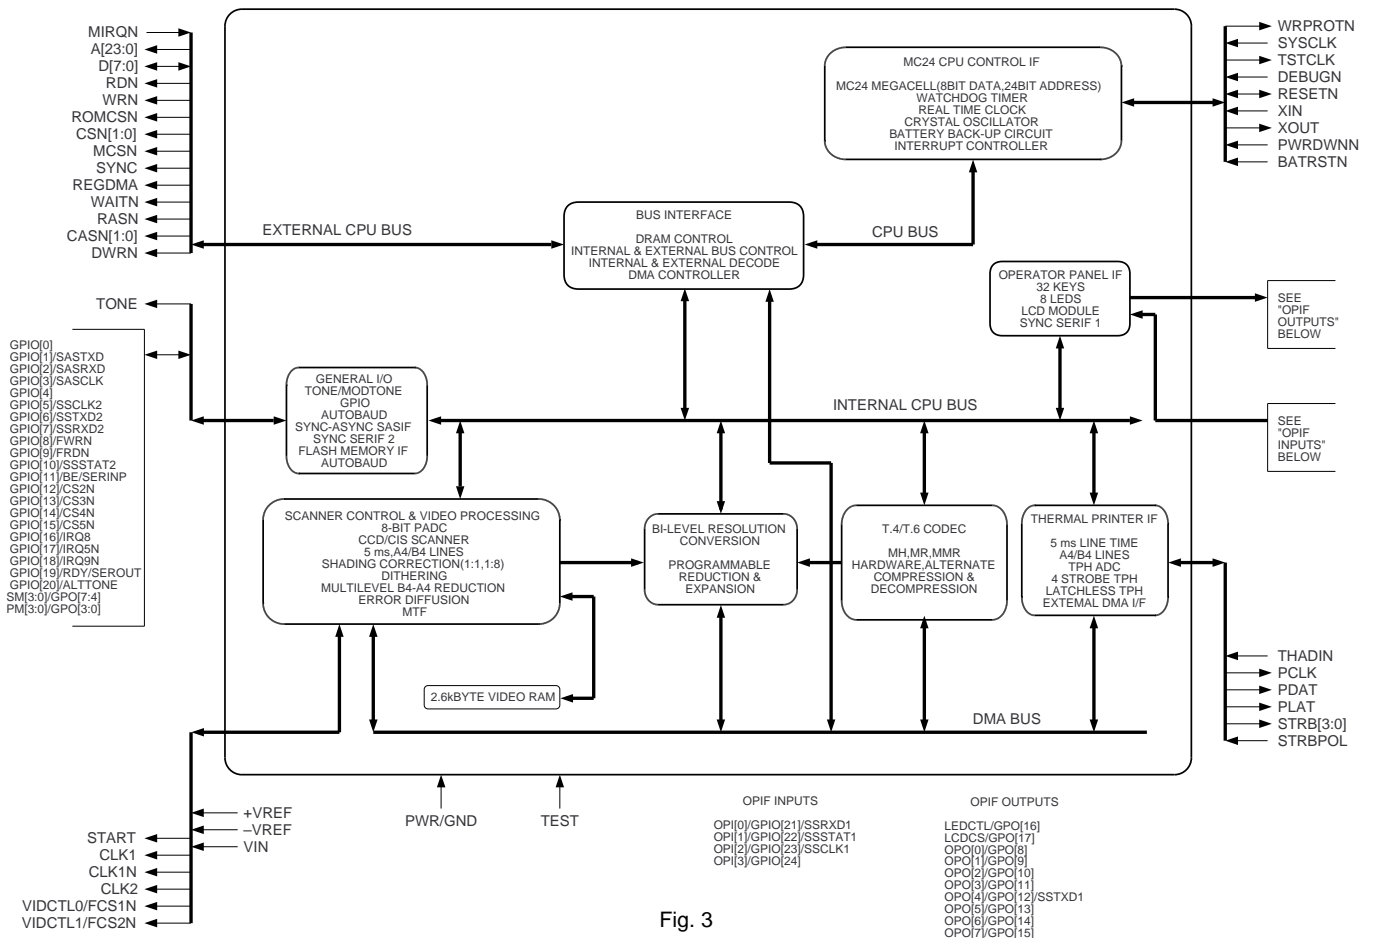 MIRQN
A[23:0]
D[7:0]
RDN
WRN
ROMCSN
CSN[1:0]
MCSN
SYNC
REGDMA
WAITN
RASN
CASN[1:0]
DWRN
EXTERNAL CPU BUS
MC24 CPU CONTROL IF
MC24 MEGACELL(8BIT DATA,24BIT ADDRESS)
WATCHDOG TIMER
REAL TIME CLOCK
CRYSTAL OSCILLATOR
BATTERY BACK-UP CIRCUIT
INTERRUPT CONTROLLER
WRPROTN
SYSCLK
TSTCLK
DEBUGN
RESETN
XIN
XOUT
PWRDWNN
BATRSTN
BUS INTERFACE
DRAM CONTROL
INTERNAL & EXTERNAL BUS CONTROL
INTERNAL & EXTERNAL DECODE
DMA CONTROLLER
CPU BUS
OPERATOR PANEL IF
32 KEYS
8 LEDS
LCD MODULE
SYNC SERIF 1
SEE
"OPIF
OUTPUTS"
BELOW
SEE
"OPIF
INPUTS"
BELOW
TONE
GPIO[0]
GPIO[1]/SASTXD
GPIO[2]/SASRXD
GPIO[3]/SASCLK
GPIO[4]
GPIO[5]/SSCLK2
GPIO[6]/SSTXD2
GPIO[7]/SSRXD2
GPIO[8]/FWRN
GPIO[9]/FRDN
GPIO[10]/SSSTAT2
GPIO[11]/BE/SERINP
GPIO[12]/CS2N
GPIO[13]/CS3N
GPIO[14]/CS4N
GPIO[15]/CS5N
GPIO[16]/IRQ8
GPIO[17]/IRQ5N
GPIO[18]/IRQ9N
GPIO[19]/RDY/SEROUT
GPIO[20]/ALTTONE
SM[3:0]/GPO[7:4]
PM[3:0]/GPO[3:0]
GENERAL I/O
TONE/MODTONE
GPIO
AUTOBAUD
SYNC-ASYNC SASIF
SYNC SERIF 2
FLASH MEMORY IF
AUTOBAUD
INTERNAL CPU BUS
SCANNER CONTROL & VIDEO PROCESSING
8-BIT PADC
CCD/CIS SCANNER
5 ms,A4/B4 LINES
SHADING CORRECTION(1:1,1:8)
DITHERING
MULTILEVEL B4-A4 REDUCTION
ERROR DIFFUSION
MTF
BI-LEVEL RESOLUTION
CONVERSION
PROGRAMMABLE
REDUCTION &
EXPANSION
T.4/T.6 CODEC
MH,MR,MMR
HARDWARE,ALTERNATE
COMPRESSION &
DECOMPRESSION
THERMAL PRINTER IF
5 ms LINE TIME
A4/B4 LINES
TPH ADC
4 STROBE TPH
LATCHLESS TPH
EXTEMAL DMA I/F
2.6kBYTE VIDEO RAM
DMA BUS
THADIN
PCLK
PDAT
PLAT
STRB[3:0]
STRBPOL
+VREF
–VREF
VIN
START
CLK1
CLK1N
CLK2
VIDCTL0/FCS1N
VIDCTL1/FCS2N
PWR/GND
TEST
OPIF INPUTS
OPI[0]/GPIO[21]/SSRXD1
OPI[1]/GPIO[22]/SSSTAT1
OPI[2]/GPIO[23]/SSCLK1
OPI[3]/GPIO[24]
OPIF OUTPUTS
LEDCTL/GPO[16]
LCDCS/GPO[17]
OPO[0]/GPO[8]
OPO[1]/GPO[9]
OPO[2]/GPO[10]
OPO[3]/GPO[11]
OPO[4]/GPO[12]/SSTXD1
OPO[5]/GPO[13]
OPO[6]/GPO[14]
OPO[7]/GPO[15]
Fig. 3